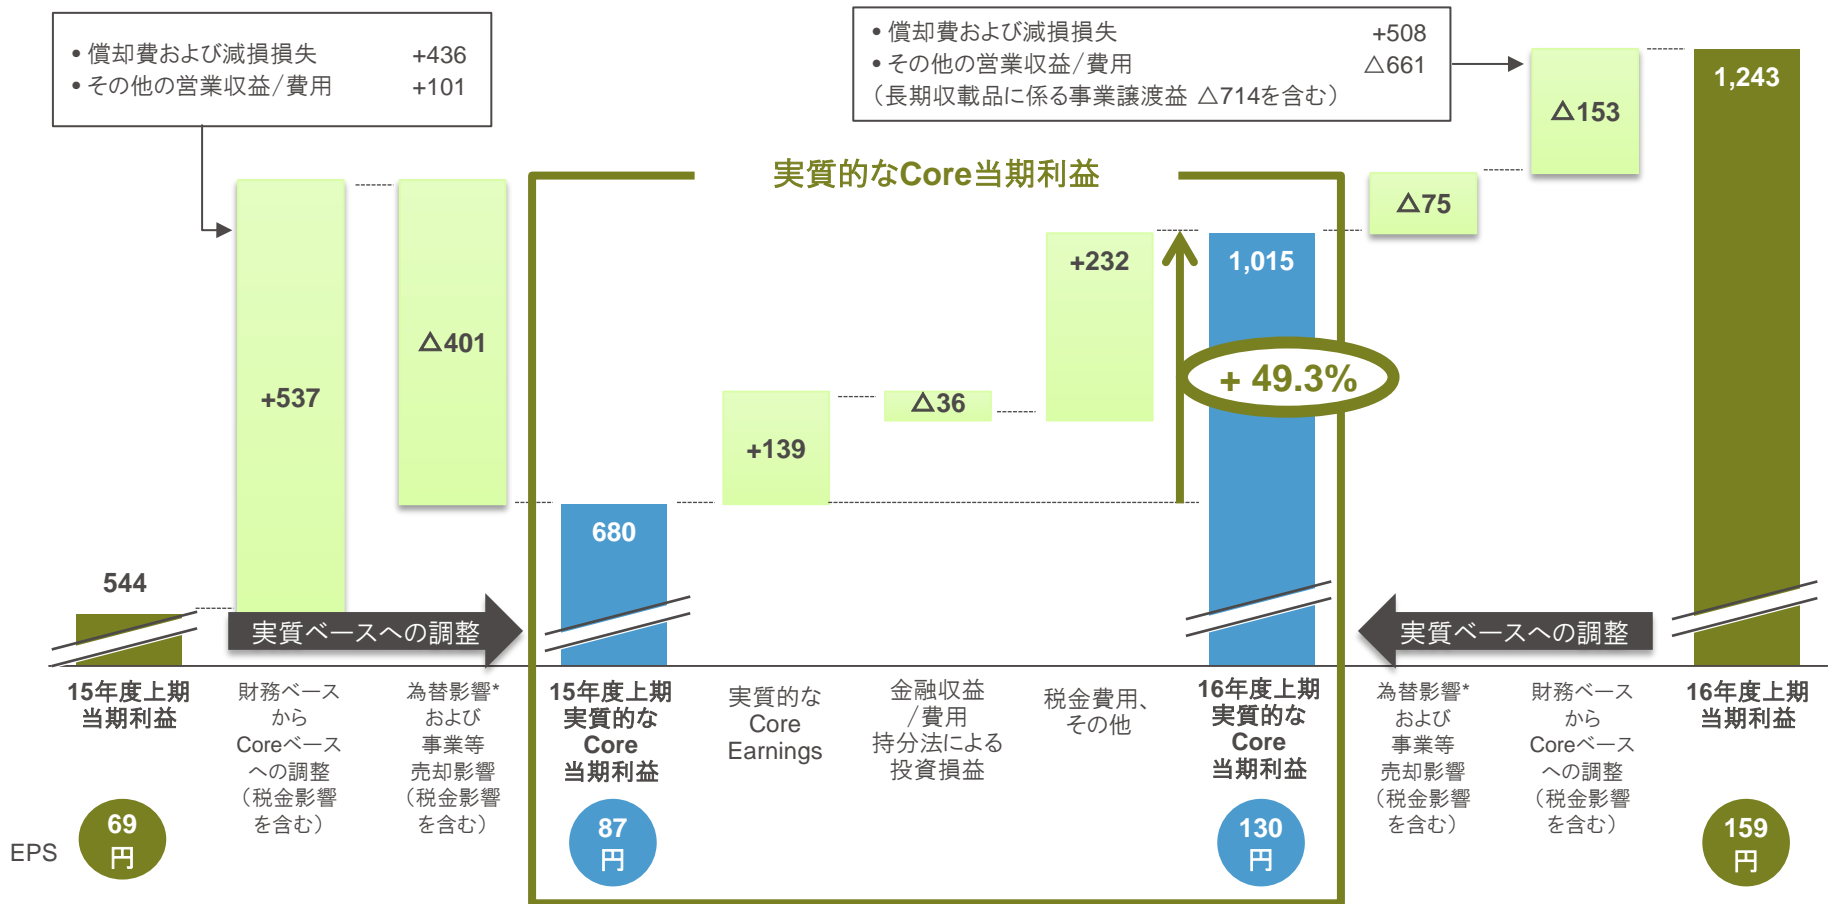 • 償却費および減損損失 +436
• その他の営業収益/費用 +101
• 償却費および減損損失 +508
• その他の営業収益/費用 △661
（長期収載品に係る事業譲渡益 △714を含む）
実質的なCore当期利益
544
+537
△401
680
+139
△36
+232
1,015
+ 49.3%
△75
△153
1,243
実質ベースへの調整
実質ベースへの調整
15年度上期
当期利益
財務ベース
から
Coreベース
への調整
（税金影響
を含む）
為替影響*
および
事業等
売却影響
（税金影響
を含む）
15年度上期
実質的な
Core
当期利益
実質的な
Core
Earnings
金融収益
/費用
持分法による
投資損益
税金費用、
その他
16年度上期
実質的な
Core
当期利益
為替影響*
および
事業等
売却影響
（税金影響
を含む）
財務ベース
から
Coreベース
への調整
（税金影響
を含む）
16年度上期
当期利益
EPS
69
円
87
円
130
円
159
円